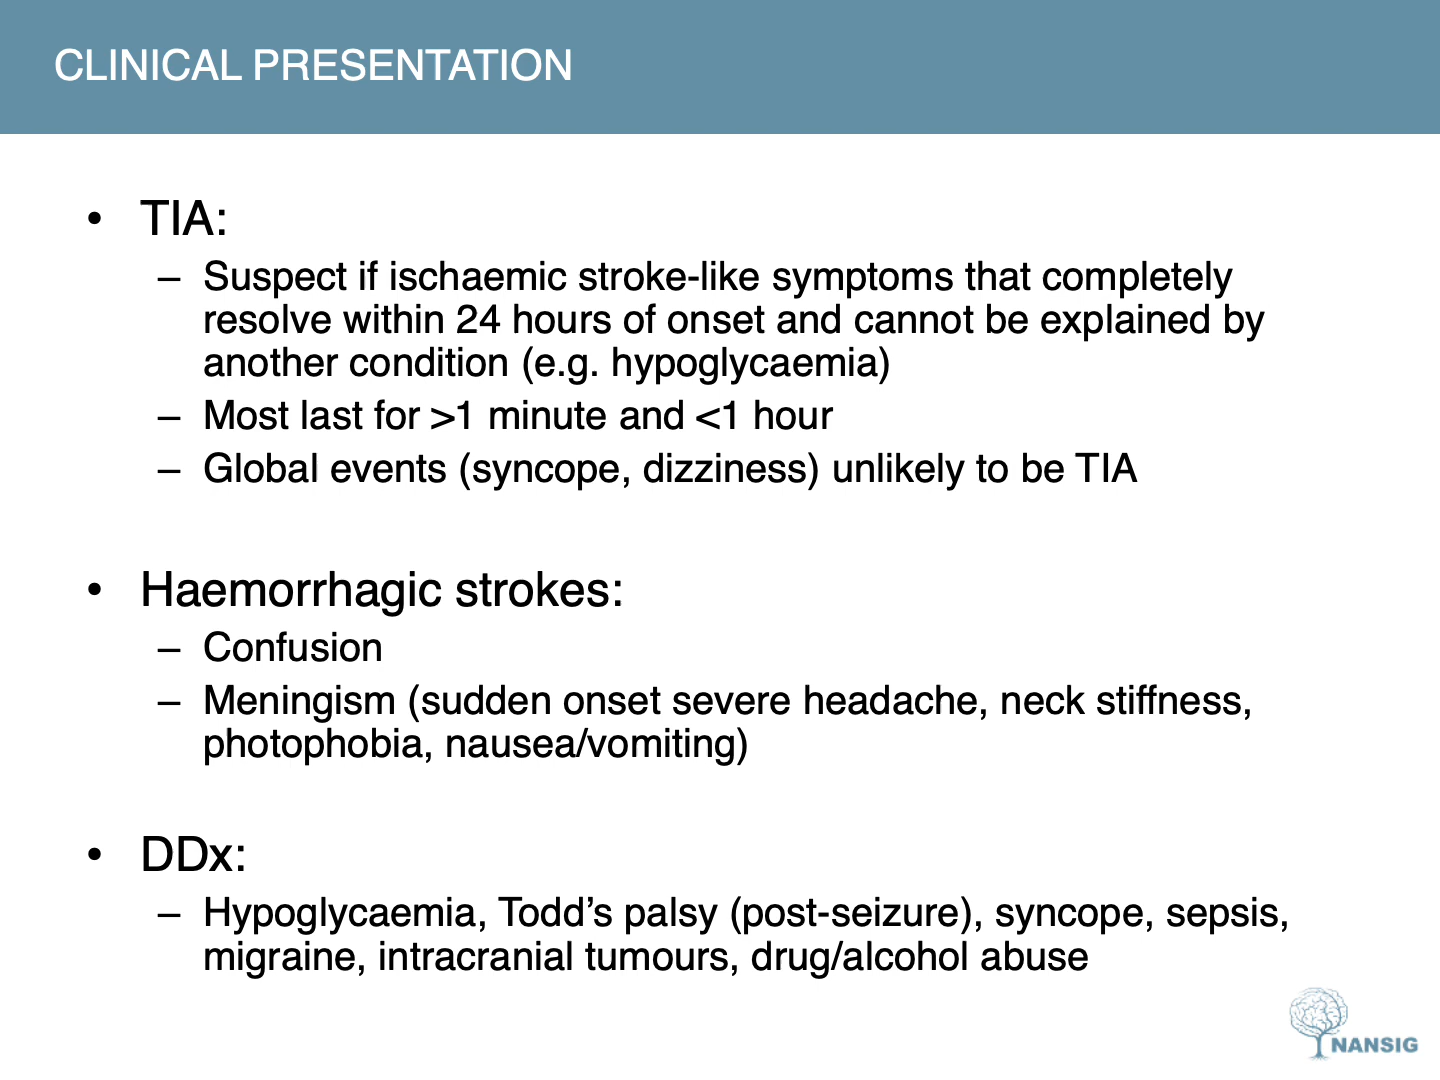 CLINICAL PRESENTATION
• TIA:
– Suspect if ischaemic stroke-like symptoms that completely
resolve within 24 hours of onset and cannot be explained by
another condition (e.g. hypoglycaemia)
– Most last for >1 minute and <1 hour
– Global events (syncope, dizziness) unlikely to be TIA
• Haemorrhagic strokes:
– Confusion
– Meningism (sudden onset severe headache, neck stiffness,
photophobia, nausea/vomiting)
• DDx:
– Hypoglycaemia, Todd’s palsy (post-seizure), syncope, sepsis,
migraine, intracranial tumours, drug/alcohol abuse
NANSIG